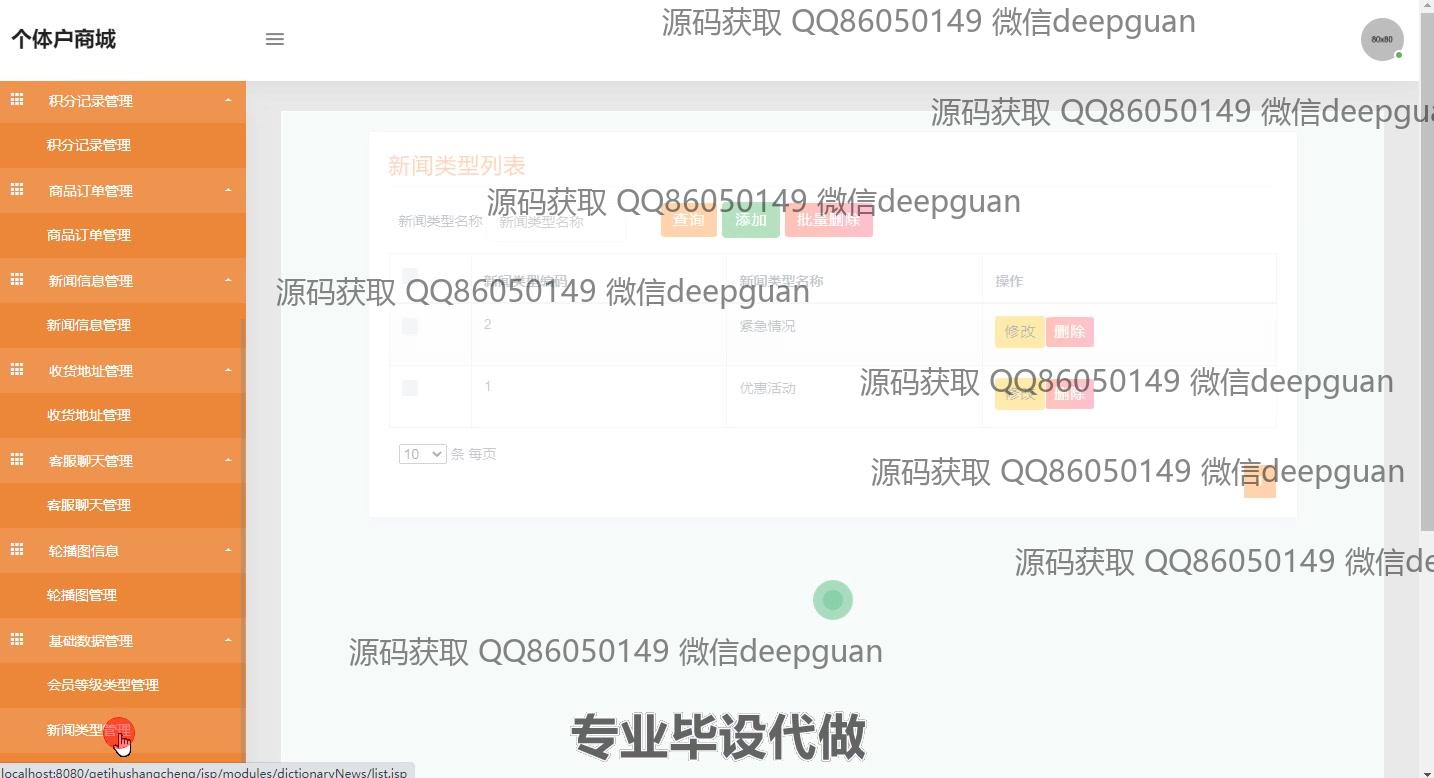 个体户商城
源码获取 QQ86050149 微信deepguan
80x80
源码获取 QQ86050149 微信deepgua
积分记录管理
积分记录管理
商品订单管理
商品订单管理
新闻信息管理
新闻信息管理
收货地址管理
收货地址管理
客服聊天管理
客服聊天管理
轮播图信息
轮播图管理
基础数据管理
会员等级类型管理
新闻类型管理
新闻类型列表
源码获取 QQ86050149 微信deepguan
新闻类型名称 新闻类型名称 查询 添加 批量删除
新闻类型编码 新闻类型名称 操作
源码获取 QQ86050149 微信deepguan
2 紧急情况 修改 删除
源码获取 QQ86050149 微信deepguan
1 优惠活动 修改 删除
10 条 每页
源码获取 QQ86050149 微信deepguan
源码获取 QQ86050149 微信de
源码获取 QQ86050149 微信deepguan
专业毕设代做
localhost:8080/getihushangcheng/jsp/modules/dictionaryNews/list.jsp